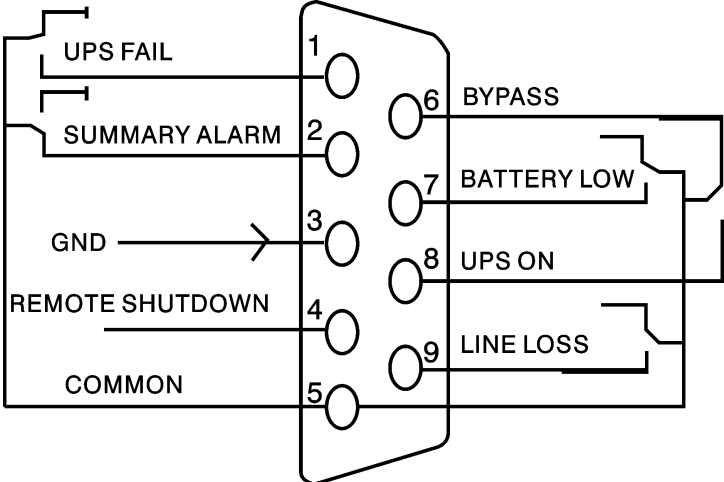 1
UPS FAIL
6
BYPASS
2
SUMMARY ALARM
7
BATTERY LOW
3
GND
8
UPS ON
4
REMOTE SHUTDOWN
9
LINE LOSS
5
COMMON